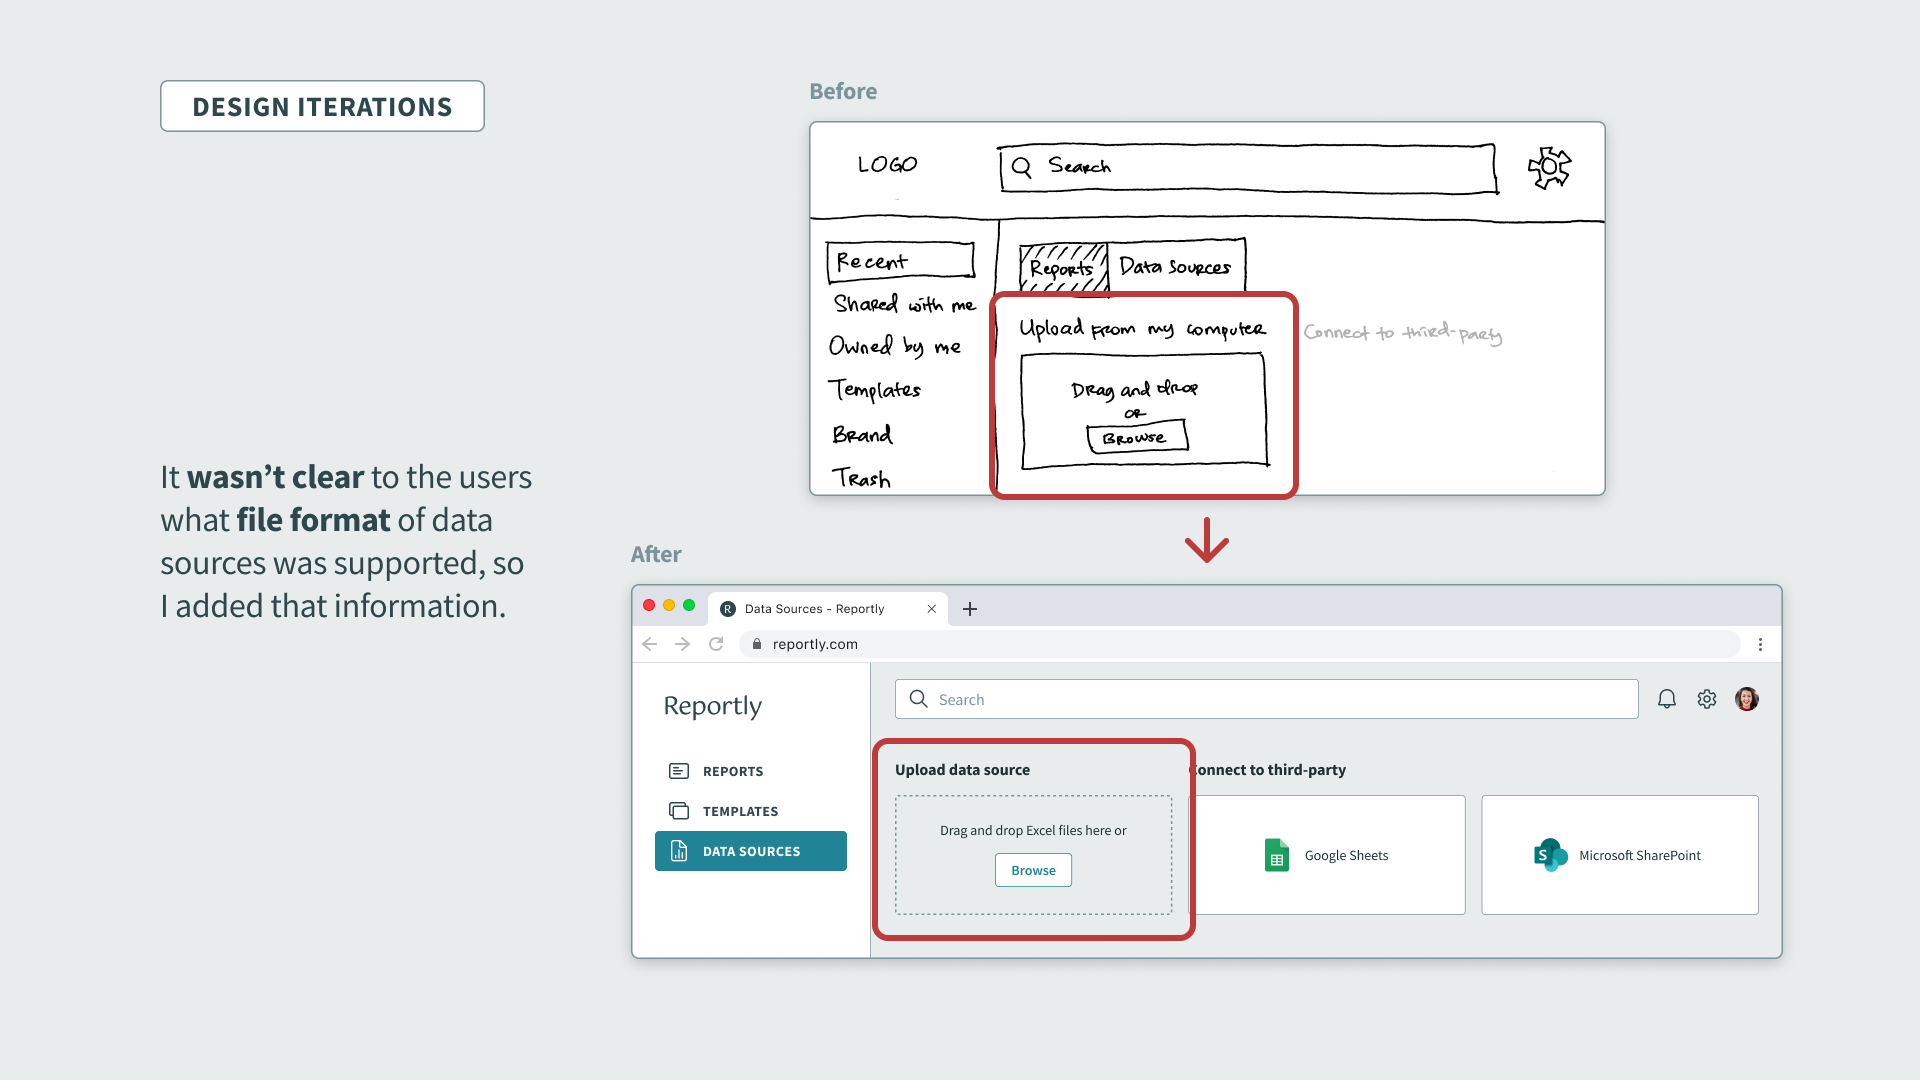 DESIGN ITERATIONS
It wasn’t clear to the users
what file format of data
sources was supported, so
I added that information.
Before
LOGO
Search
Recent
Shared with me
Owned by me
Templates
Brand
Trash
Reports
Data Sources
Upload from my computer
Connect to third-party
Drag and drop
OR
Browse
After
R Data Sources - Reportly
reportly.com
Reportly
Search
REPORTS
TEMPLATES
DATA SOURCES
Upload data source
Drag and drop Excel files here or
Browse
Connect to third-party
Google Sheets
S Microsoft SharePoint